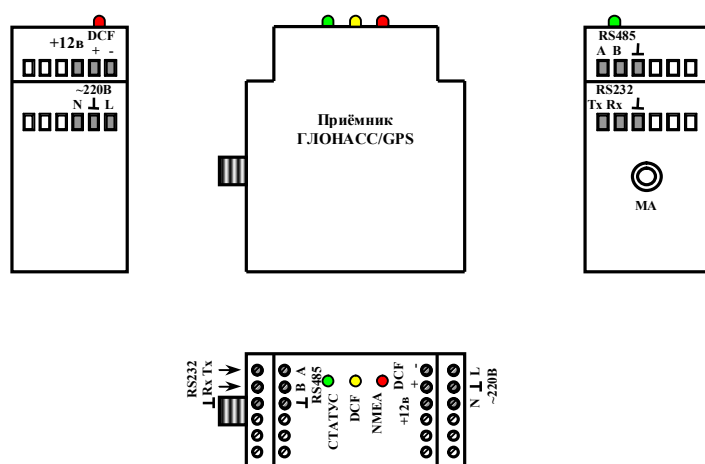 DCF
+12в + -
~220В
N ⊥ L
Приёмник
ГЛОНАСС/GPS
RS485
A B ⊥
RS232
Tx Rx ⊥
МА
RS232
⊥ Rx Tx
⊥ B A
RS485
СТАТУС
DCF
NMEA
+12в
DCF
+ -
N ⊥ L
~220В